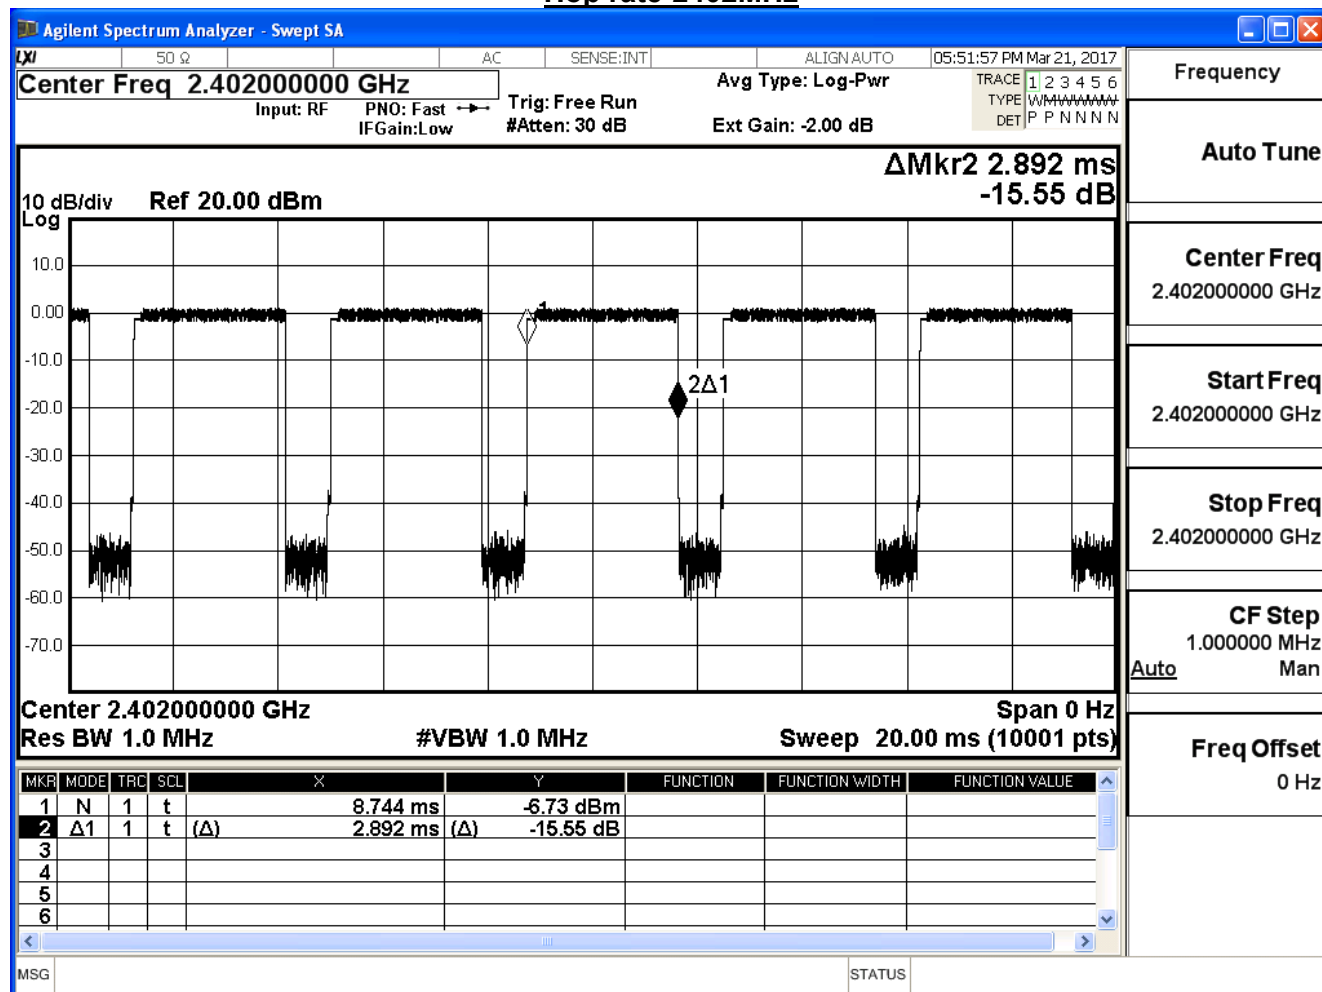 Hop rate 2402MHz
Agilent Spectrum Analyzer - Swept SA
LXI 50 Ω AC SENSE:INT ALIGN AUTO 05:51:57 PM Mar 21, 2017
Center Freq 2.402000000 GHz
Input: RF PNO: Fast
IFGain:Low
Trig: Free Run
#Atten: 30 dB
Avg Type: Log-Pwr
Ext Gain: -2.00 dB
TRACE 1 2 3 4 5 6
TYPE WMWWWWW
DET P P N N N N
ΔMkr2 2.892 ms
-15.55 dB
10 dB/div Ref 20.00 dBm
Log
10.0
0.00
-10.0
-20.0
-30.0
-40.0
-50.0
-60.0
-70.0
1
2Δ1
Center 2.402000000 GHz Span 0 Hz
Res BW 1.0 MHz #VBW 1.0 MHz Sweep 20.00 ms (10001 pts)
MKR MODE TRC SCL X Y FUNCTION FUNCTION WIDTH FUNCTION VALUE
1 N 1 t 8.744 ms -6.73 dBm
2 Δ1 1 t (Δ) 2.892 ms (Δ) -15.55 dB
3
4
5
6
MSG STATUS
Frequency
Auto Tune
Center Freq
2.402000000 GHz
Start Freq
2.402000000 GHz
Stop Freq
2.402000000 GHz
CF Step
1.000000 MHz
Auto Man
Freq Offset
0 Hz